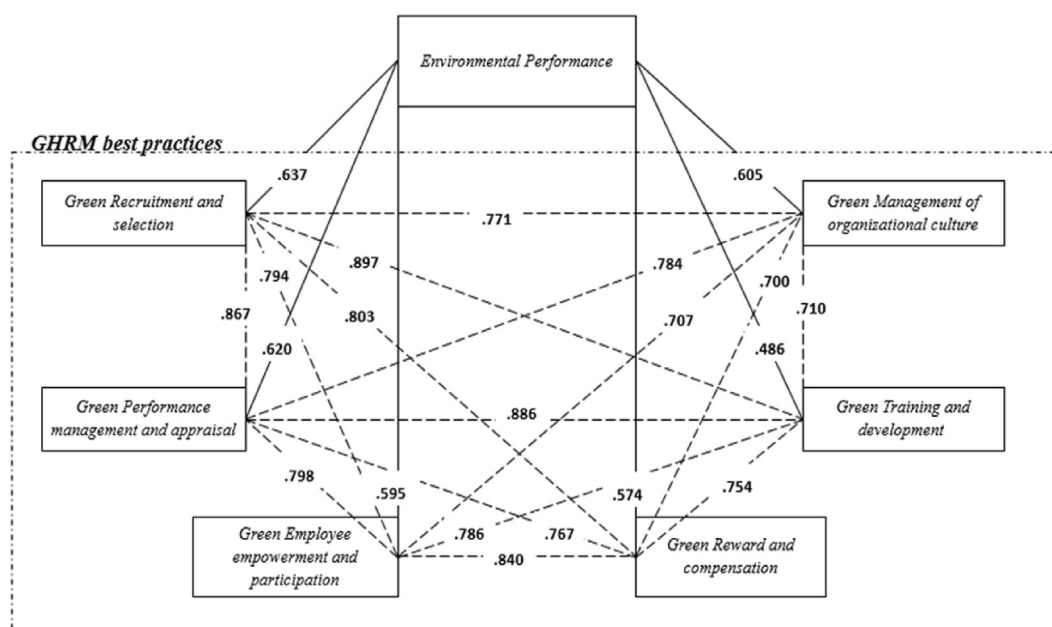 Environmental Performance
GHRM best practices
.637
.605
Green Recruitment and
selection
.771
Green Management of
organizational culture
.794
.897
.784
.700
.867
.803
.707
.710
.620
.486
Green Performance
management and appraisal
.886
Green Training and
development
.798
.595
.574
.754
Green Employee
empowerment and
participation
.786
.767
.840
Green Reward and
compensation